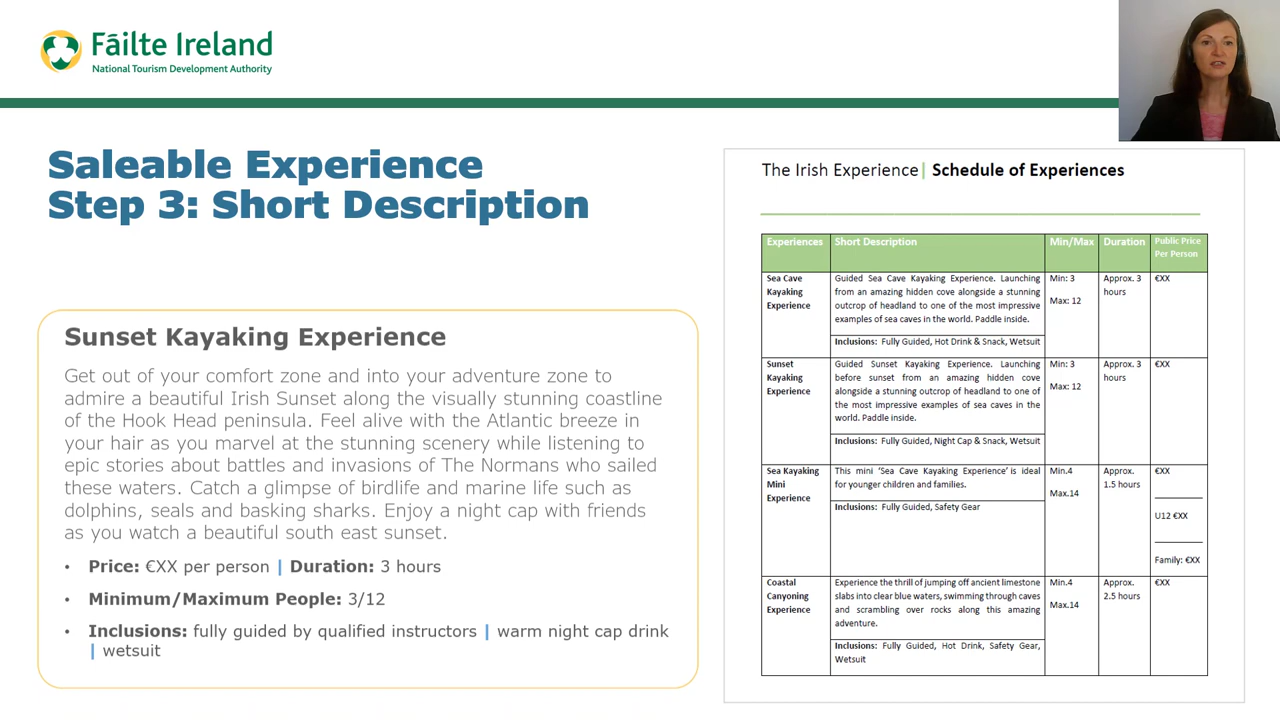 Fáilte Ireland
National Tourism Development Authority
Saleable Experience
Step 3: Short Description
Sunset Kayaking Experience
Get out of your comfort zone and into your adventure zone to
admire a beautiful Irish Sunset along the visually stunning coastline
of the Hook Head peninsula. Feel alive with the Atlantic breeze in
your hair as you marvel at the stunning scenery while listening to
epic stories about battles and invasions of The Normans who sailed
these waters. Catch a glimpse of birdlife and marine life such as
dolphins, seals and basking sharks. Enjoy a night cap with friends
as you watch a beautiful south east sunset.
• Price: €XX per person | Duration: 3 hours
• Minimum/Maximum People: 3/12
• Inclusions: fully guided by qualified instructors | warm night cap drink
| wetsuit
The Irish Experience| Schedule of Experiences
Experiences Short Description Min/Max Duration Public Price
Per Person
Sea Cave
Kayaking
Experience
Guided Sea Cave Kayaking Experience. Launching
from an amazing hidden cove alongside a stunning
outcrop of headland to one of the most impressive
examples of sea caves in the world. Paddle inside.
Inclusions: Fully Guided, Hot Drink & Snack, Wetsuit
Min: 3
Max: 12
Approx. 3
hours
€XX
Sunset
Kayaking
Experience
Guided Sunset Kayaking Experience. Launching
before sunset from an amazing hidden cove
alongside a stunning outcrop of headland to one of
the most impressive examples of sea caves in the
world. Paddle inside.
Inclusions: Fully Guided, Night Cap & Snack, Wetsuit
Min: 3
Max: 12
Approx. 3
hours
€XX
Sea Kayaking
Mini
Experience
This mini ‘Sea Cave Kayaking Experience’ is ideal
for younger children and families.
Inclusions: Fully Guided, Safety Gear
Min.4
Max.14
Approx.
1.5 hours
€XX
U12 €XX
Family: €XX
Coastal
Canyoning
Experience
Experience the thrill of jumping off ancient limestone
slabs into clear blue waters, swimming through caves
and scrambling over rocks along this amazing
adventure.
Inclusions: Fully Guided, Hot Drink, Safety Gear,
Wetsuit
Min.4
Max.14
Approx.
2.5 hours
€XX